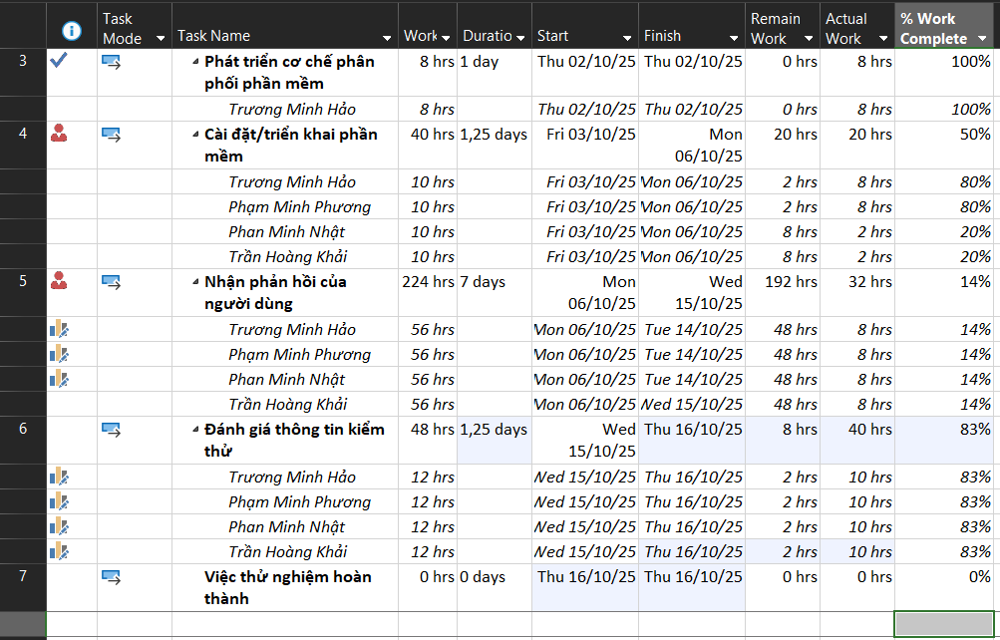 Task Mode Task Name Work Duratio Start Finish Remain Work Actual Work % Work Complete
3 Phát triển cơ chế phân phối phần mềm 8 hrs 1 day Thu 02/10/25 Thu 02/10/25 0 hrs 8 hrs 100%
Trương Minh Hảo 8 hrs Thu 02/10/25 Thu 02/10/25 0 hrs 8 hrs 100%
4 Cài đặt/triển khai phần mềm 40 hrs 1,25 days Fri 03/10/25 Mon 06/10/25 20 hrs 20 hrs 50%
Trương Minh Hảo 10 hrs Fri 03/10/25 Mon 06/10/25 2 hrs 8 hrs 80%
Phạm Minh Phương 10 hrs Fri 03/10/25 Mon 06/10/25 2 hrs 8 hrs 80%
Phan Minh Nhật 10 hrs Fri 03/10/25 Mon 06/10/25 8 hrs 2 hrs 20%
Trần Hoàng Khải 10 hrs Fri 03/10/25 Mon 06/10/25 8 hrs 2 hrs 20%
5 Nhận phản hồi của người dùng 224 hrs 7 days Mon 06/10/25 Wed 15/10/25 192 hrs 32 hrs 14%
Trương Minh Hảo 56 hrs Mon 06/10/25 Tue 14/10/25 48 hrs 8 hrs 14%
Phạm Minh Phương 56 hrs Mon 06/10/25 Tue 14/10/25 48 hrs 8 hrs 14%
Phan Minh Nhật 56 hrs Mon 06/10/25 Tue 14/10/25 48 hrs 8 hrs 14%
Trần Hoàng Khải 56 hrs Mon 06/10/25 Wed 15/10/25 48 hrs 8 hrs 14%
6 Đánh giá thông tin kiểm thử 48 hrs 1,25 days Wed 15/10/25 Thu 16/10/25 8 hrs 40 hrs 83%
Trương Minh Hảo 12 hrs Wed 15/10/25 Thu 16/10/25 2 hrs 10 hrs 83%
Phạm Minh Phương 12 hrs Wed 15/10/25 Thu 16/10/25 2 hrs 10 hrs 83%
Phan Minh Nhật 12 hrs Wed 15/10/25 Thu 16/10/25 2 hrs 10 hrs 83%
Trần Hoàng Khải 12 hrs Wed 15/10/25 Thu 16/10/25 2 hrs 10 hrs 83%
7 Việc thử nghiệm hoàn thành 0 hrs 0 days Thu 16/10/25 Thu 16/10/25 0 hrs 0 hrs 0%